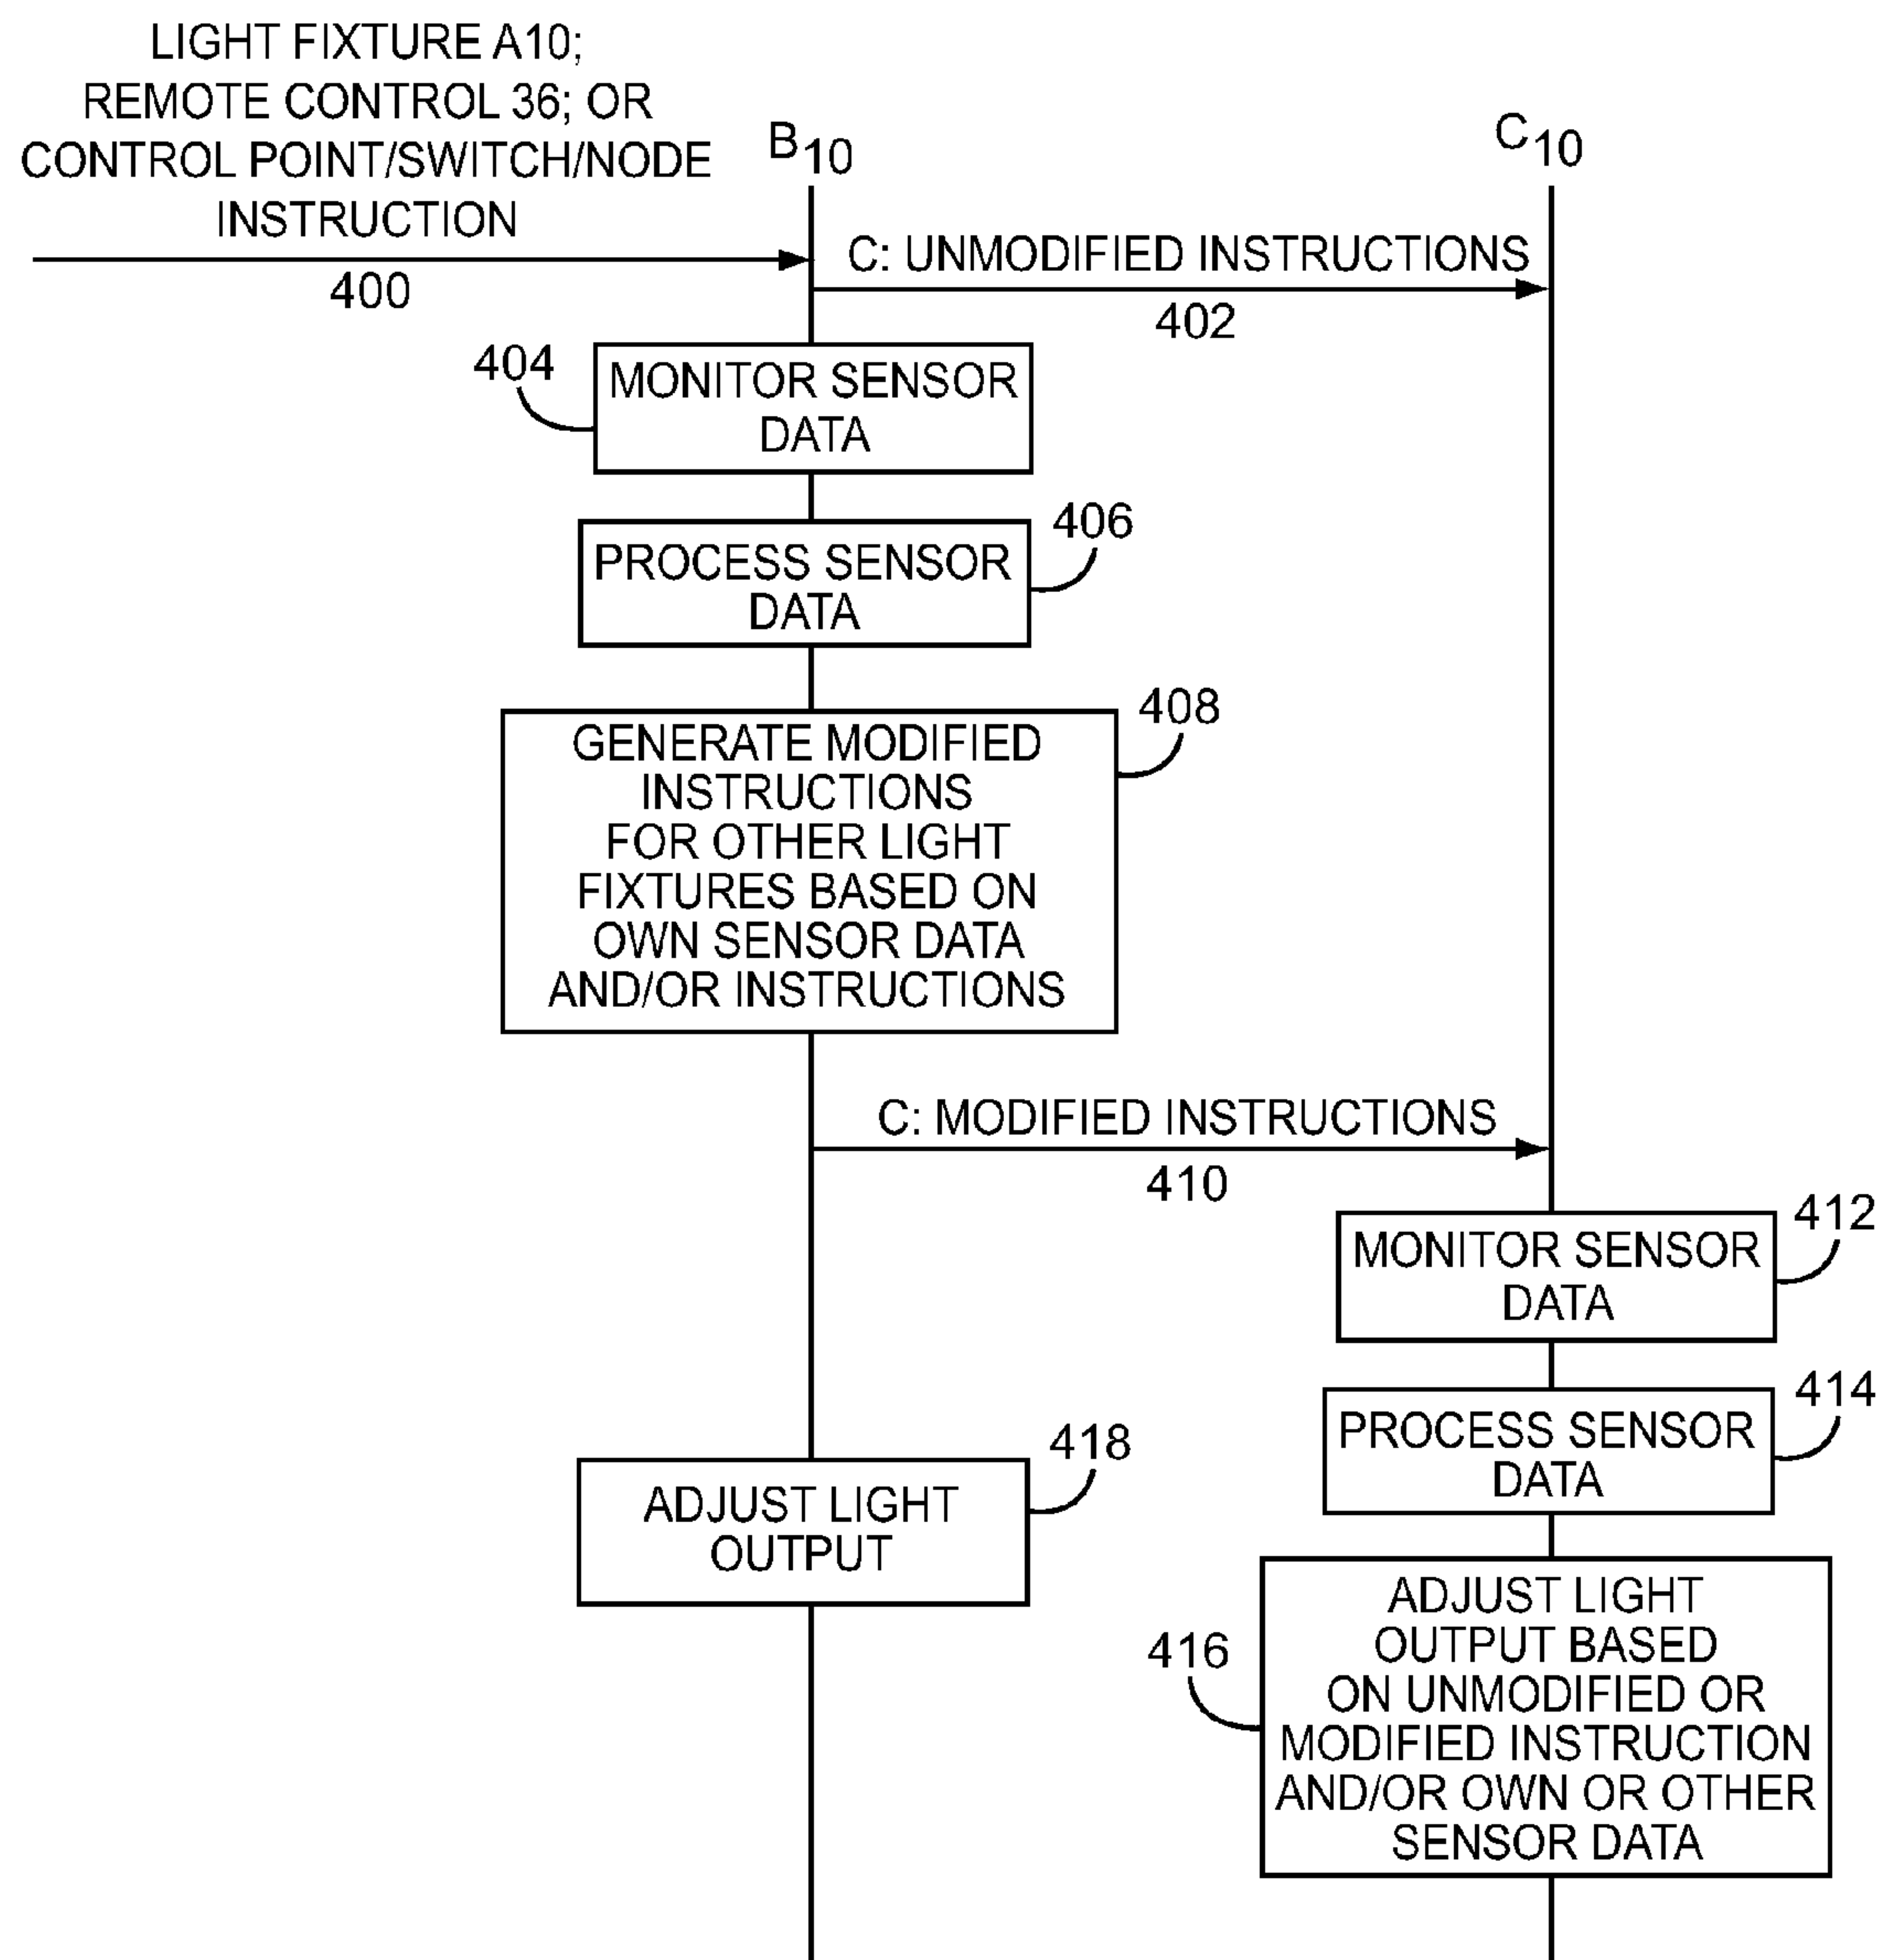 LIGHT FIXTURE A10;
REMOTE CONTROL 36; OR
CONTROL POINT/SWITCH/NODE
INSTRUCTION
400
B10
C10
C: UNMODIFIED INSTRUCTIONS
402
404
MONITOR SENSOR
DATA
406
PROCESS SENSOR
DATA
408
GENERATE MODIFIED
INSTRUCTIONS
FOR OTHER LIGHT
FIXTURES BASED ON
OWN SENSOR DATA
AND/OR INSTRUCTIONS
C: MODIFIED INSTRUCTIONS
410
412
MONITOR SENSOR
DATA
414
PROCESS SENSOR
DATA
418
ADJUST LIGHT
OUTPUT
416
ADJUST LIGHT
OUTPUT BASED
ON UNMODIFIED OR
MODIFIED INSTRUCTION
AND/OR OWN OR OTHER
SENSOR DATA